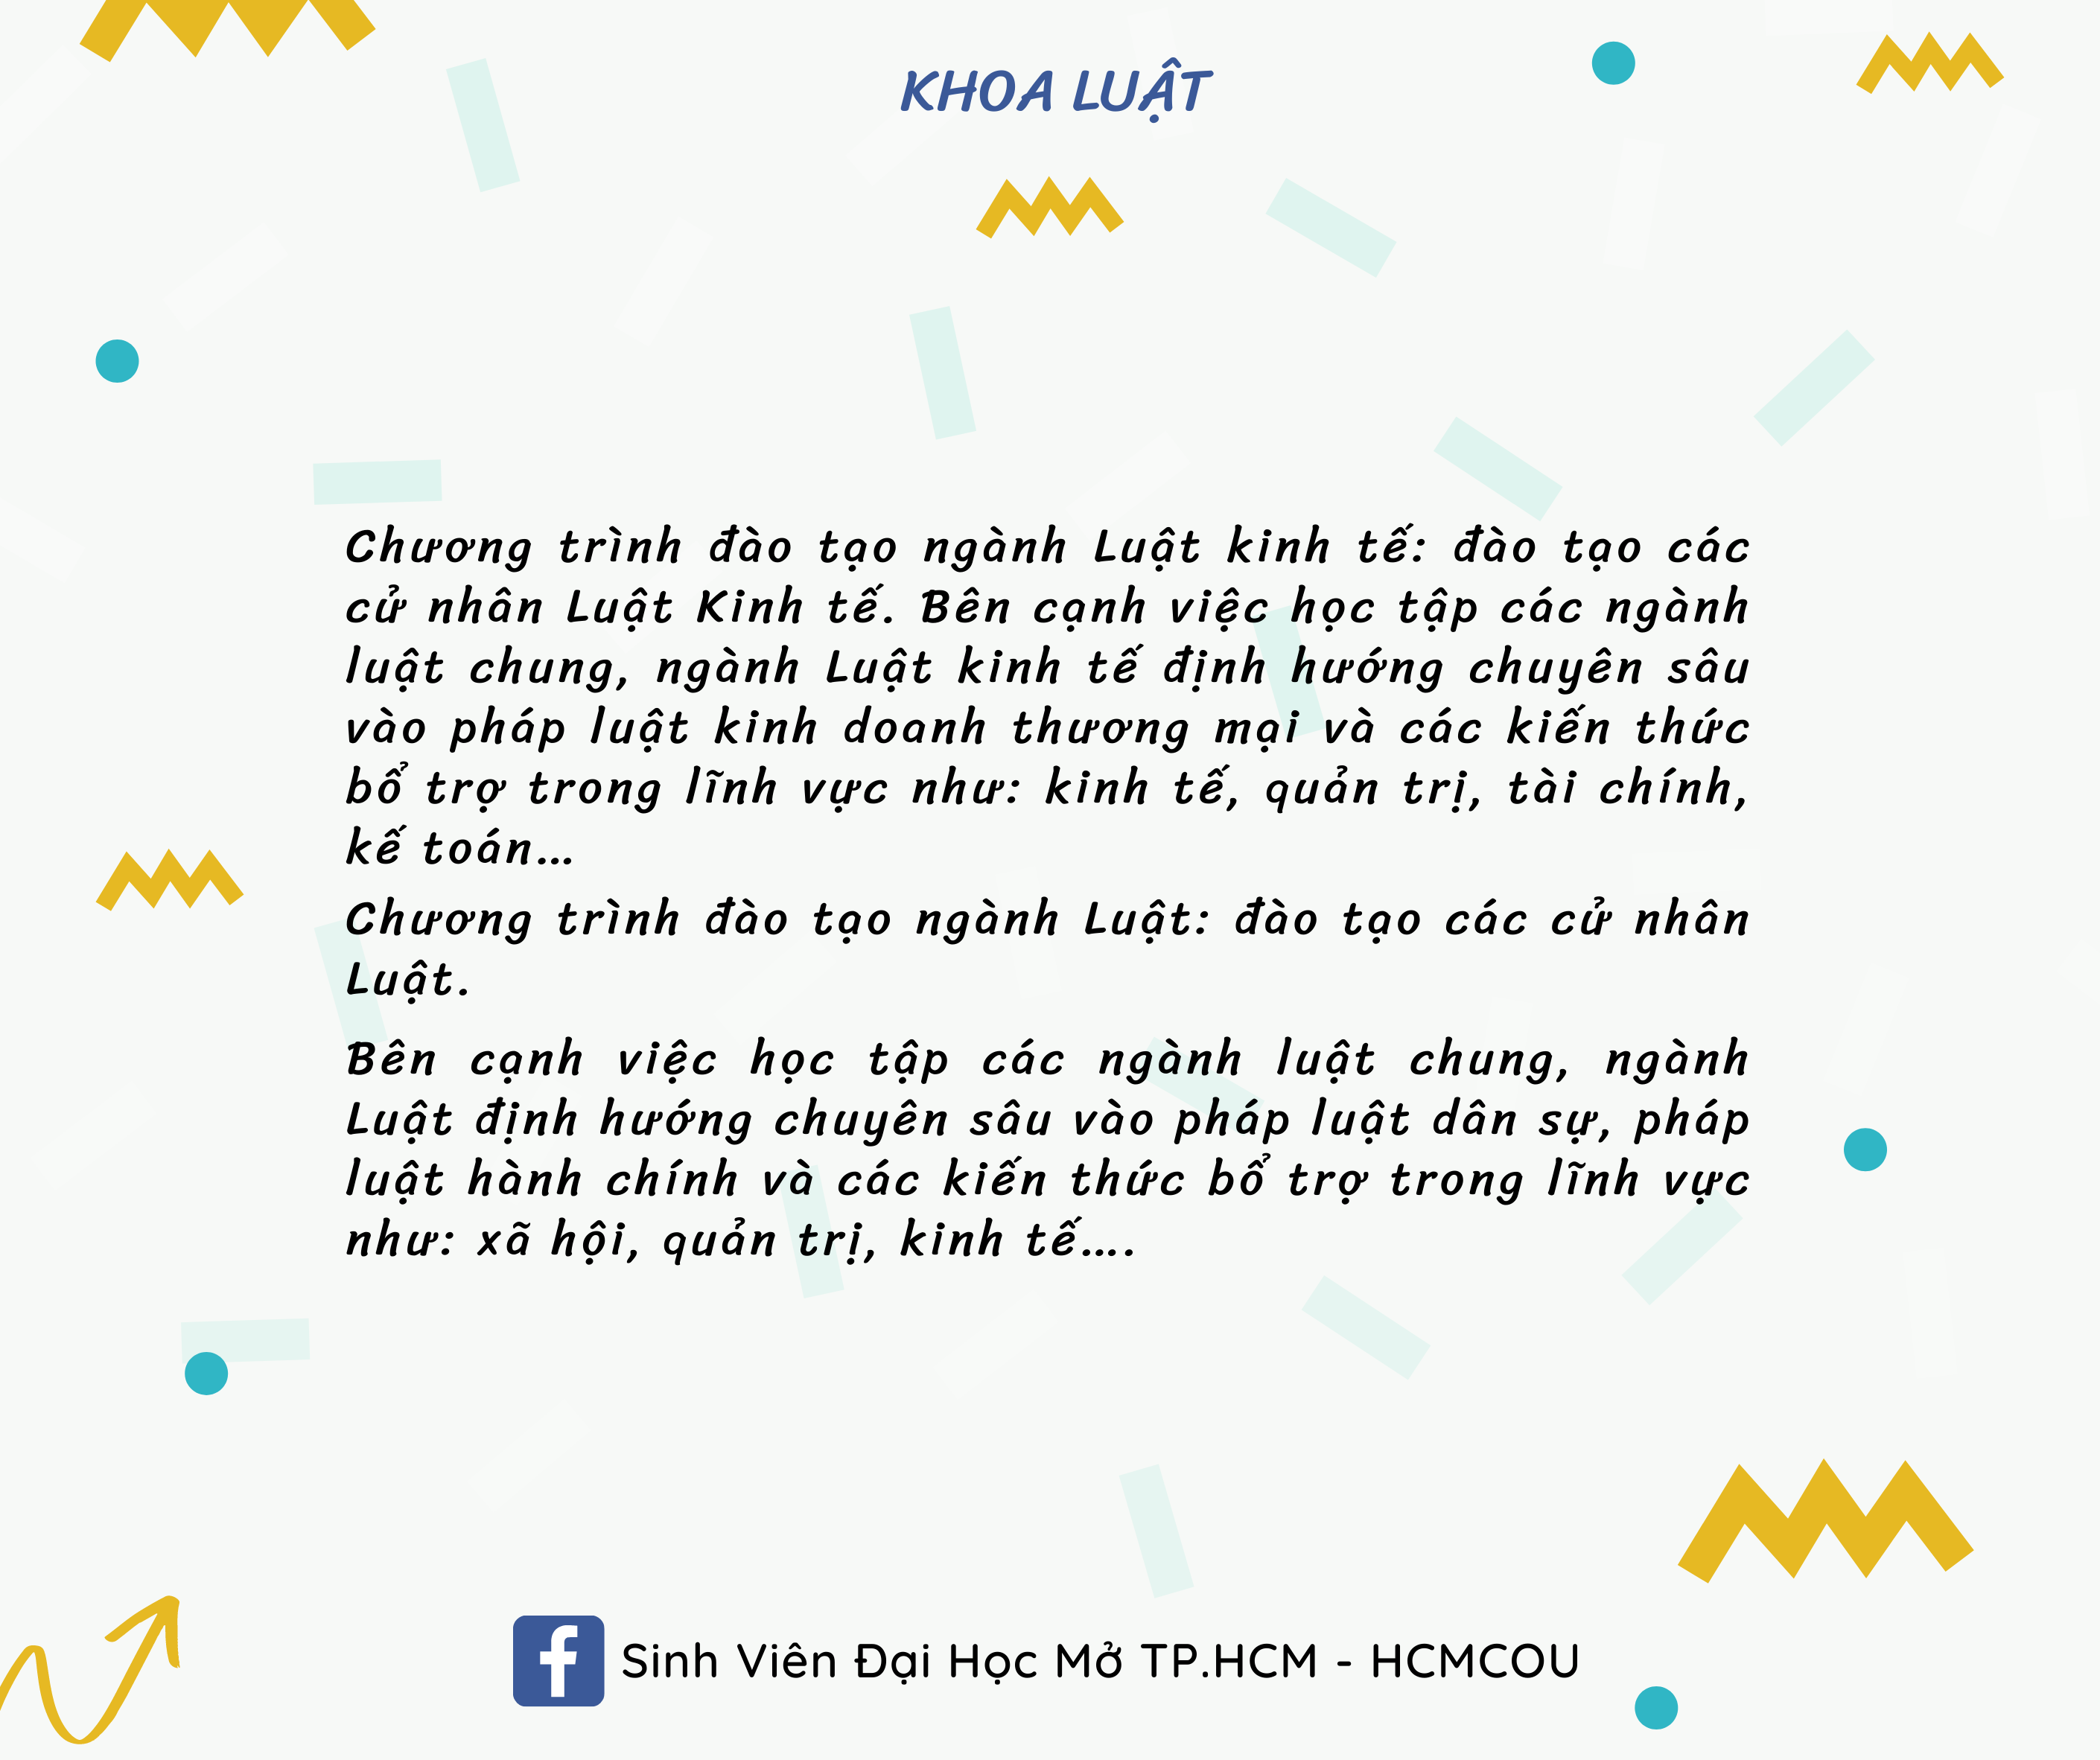 KHOA LUẬT
Chương trình đào tạo ngành Luật kinh tế: đào tạo các
cử nhân Luật Kinh tế. Bên cạnh việc học tập các ngành
luật chung, ngành Luật kinh tế định hướng chuyên sâu
vào pháp luật kinh doanh thương mại và các kiến thức
bổ trợ trong lĩnh vực như: kinh tế, quản trị, tài chính,
kế toán...
Chương trình đào tạo ngành Luật: đào tạo các cử nhân
Luật.
Bên cạnh việc học tập các ngành luật chung, ngành
Luật định hướng chuyên sâu vào pháp luật dân sự, pháp
luật hành chính và các kiến thức bổ trợ trong lĩnh vực
như: xã hội, quản trị, kinh tế....
Sinh Viên Đại Học Mở TP.HCM - HCMCOU